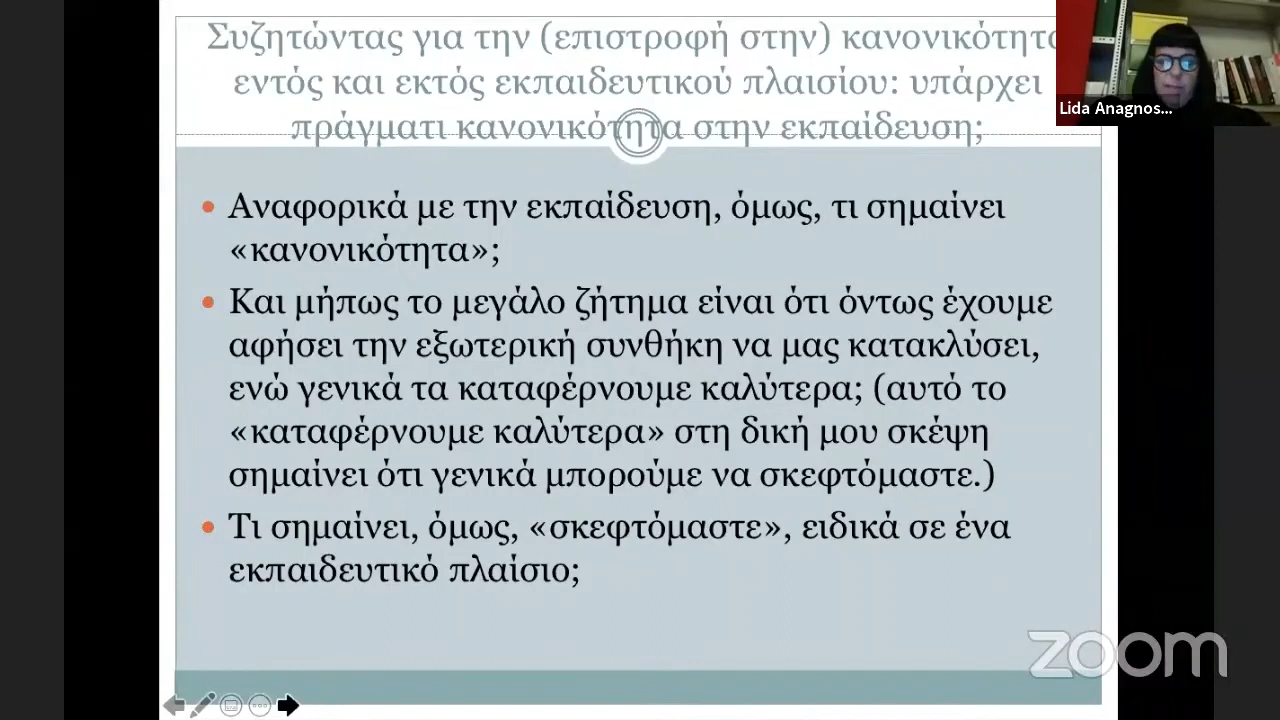 Συζητώντας για την (επιστροφή στην) κανονικότητα
εντός και εκτός εκπαιδευτικού πλαισίου: υπάρχει
πράγματι κανονικότητα στην εκπαίδευση;
Lida Anagnos...
• Αναφορικά με την εκπαίδευση, όμως, τι σημαίνει
«κανονικότητα»;
• Και μήπως το μεγάλο ζήτημα είναι ότι όντως έχουμε
αφήσει την εξωτερική συνθήκη να μας κατακλύσει,
ενώ γενικά τα καταφέρνουμε καλύτερα; (αυτό το
«καταφέρνουμε καλύτερα» στη δική μου σκέψη
σημαίνει ότι γενικά μπορούμε να σκεφτόμαστε.)
• Τι σημαίνει, όμως, «σκεφτόμαστε», ειδικά σε ένα
εκπαιδευτικό πλαίσιο;
zoom